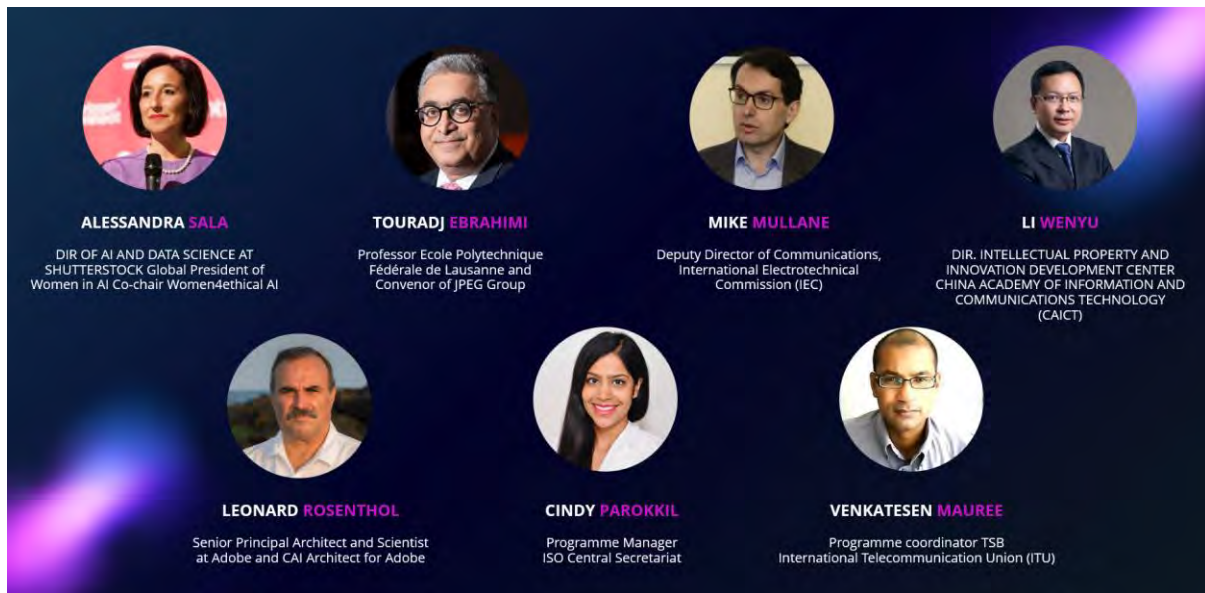 ALESSANDRA SALA
DIR OF AI AND DATA SCIENCE AT
SHUTTERSTOCK Global President of
Women in AI Co-chair Women4ethical AI
TOURADJ EBRAHIMI
Professor Ecole Polytechnique
Fédérale de Lausanne and
Convenor of JPEG Group
MIKE MULLANE
Deputy Director of Communications,
International Electrotechnical
Commission (IEC)
LI WENYU
DIR. INTELLECTUAL PROPERTY AND
INNOVATION DEVELOPMENT CENTER
CHINA ACADEMY OF INFORMATION AND
COMMUNICATIONS TECHNOLOGY
(CAICT)
LEONARD ROSENTHOL
Senior Principal Architect and Scientist
at Adobe and CAI Architect for Adobe
CINDY PAROKKIL
Programme Manager
ISO Central Secretariat
VENKATESEN MAUREE
Programme coordinator TSB
International Telecommunication Union (ITU)